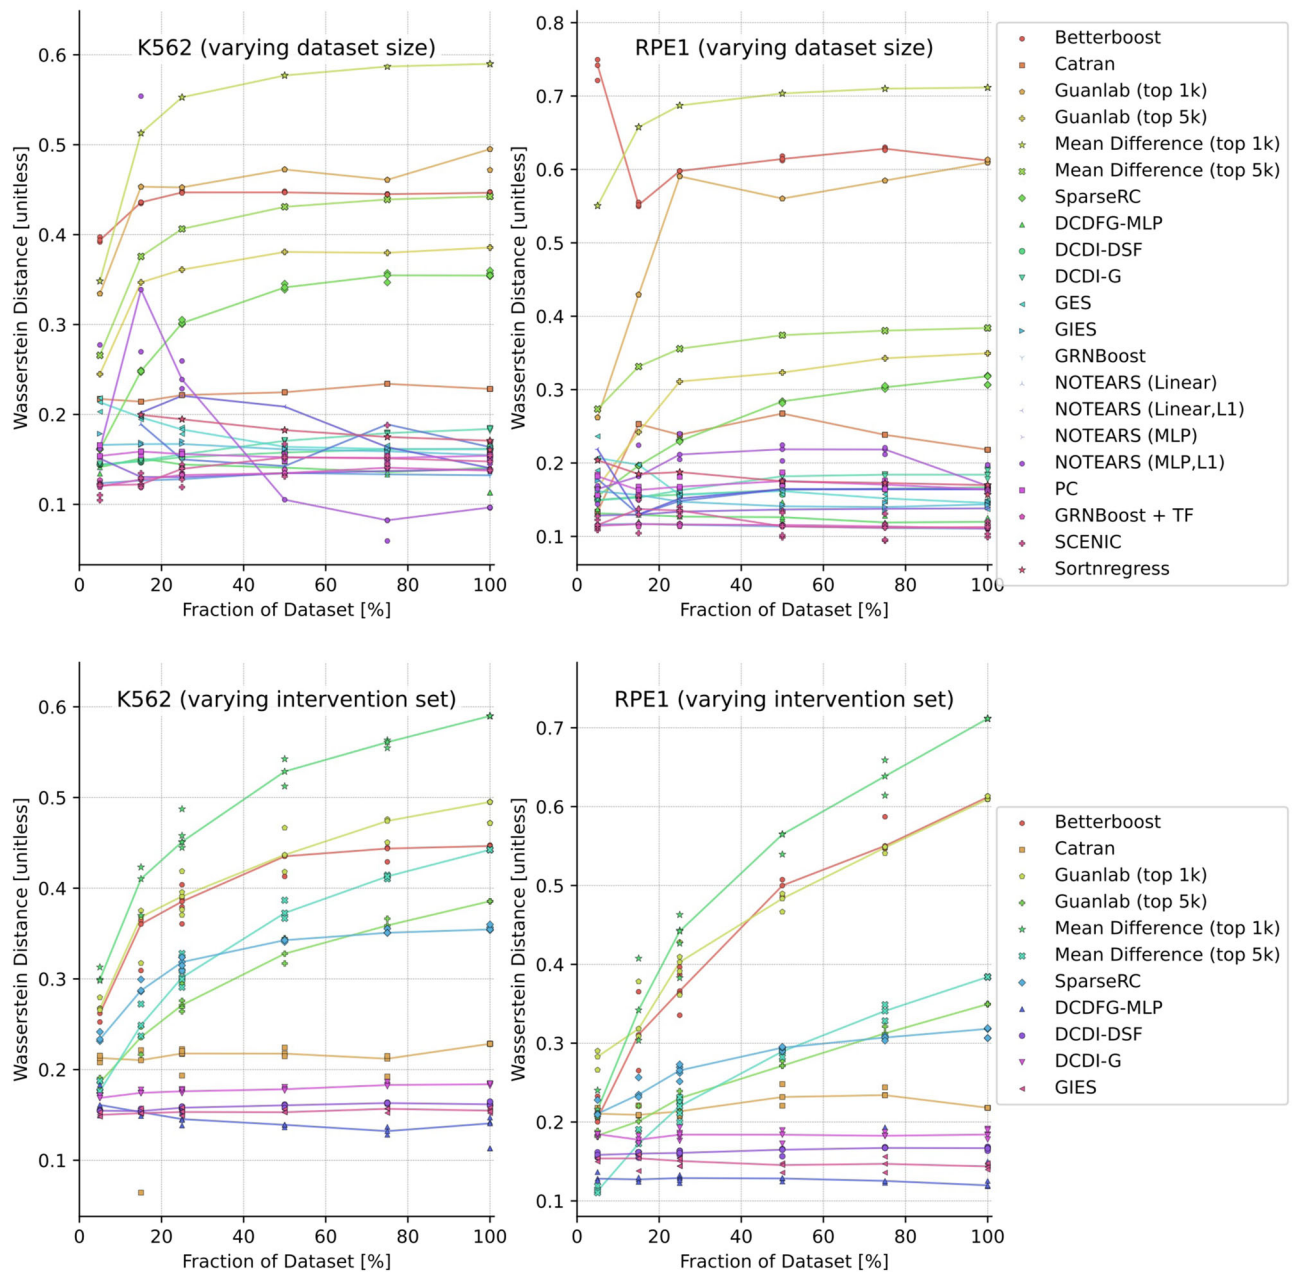 K562 (varying dataset size)
Wasserstein Distance [unitless]
0.6
0.5
0.4
0.3
0.2
0.1
0 20 40 60 80 100
Fraction of Dataset [%]
RPE1 (varying dataset size)
Wasserstein Distance [unitless]
0.8
0.7
0.6
0.5
0.4
0.3
0.2
0.1
0 20 40 60 80 100
Fraction of Dataset [%]
Betterboost
Catran
Guanlab (top 1k)
Guanlab (top 5k)
Mean Difference (top 1k)
Mean Difference (top 5k)
SparseRC
DCDFG-MLP
DCDI-DSF
DCDI-G
GES
GIES
GRNBoost
NOTEARS (Linear)
NOTEARS (Linear,L1)
NOTEARS (MLP)
NOTEARS (MLP,L1)
PC
GRNBoost + TF
SCENIC
Sortnregress
K562 (varying intervention set)
Wasserstein Distance [unitless]
0.6
0.5
0.4
0.3
0.2
0.1
0 20 40 60 80 100
Fraction of Dataset [%]
RPE1 (varying intervention set)
Wasserstein Distance [unitless]
0.7
0.6
0.5
0.4
0.3
0.2
0.1
0 20 40 60 80 100
Fraction of Dataset [%]
Betterboost
Catran
Guanlab (top 1k)
Guanlab (top 5k)
Mean Difference (top 1k)
Mean Difference (top 5k)
SparseRC
DCDFG-MLP
DCDI-DSF
DCDI-G
GIES